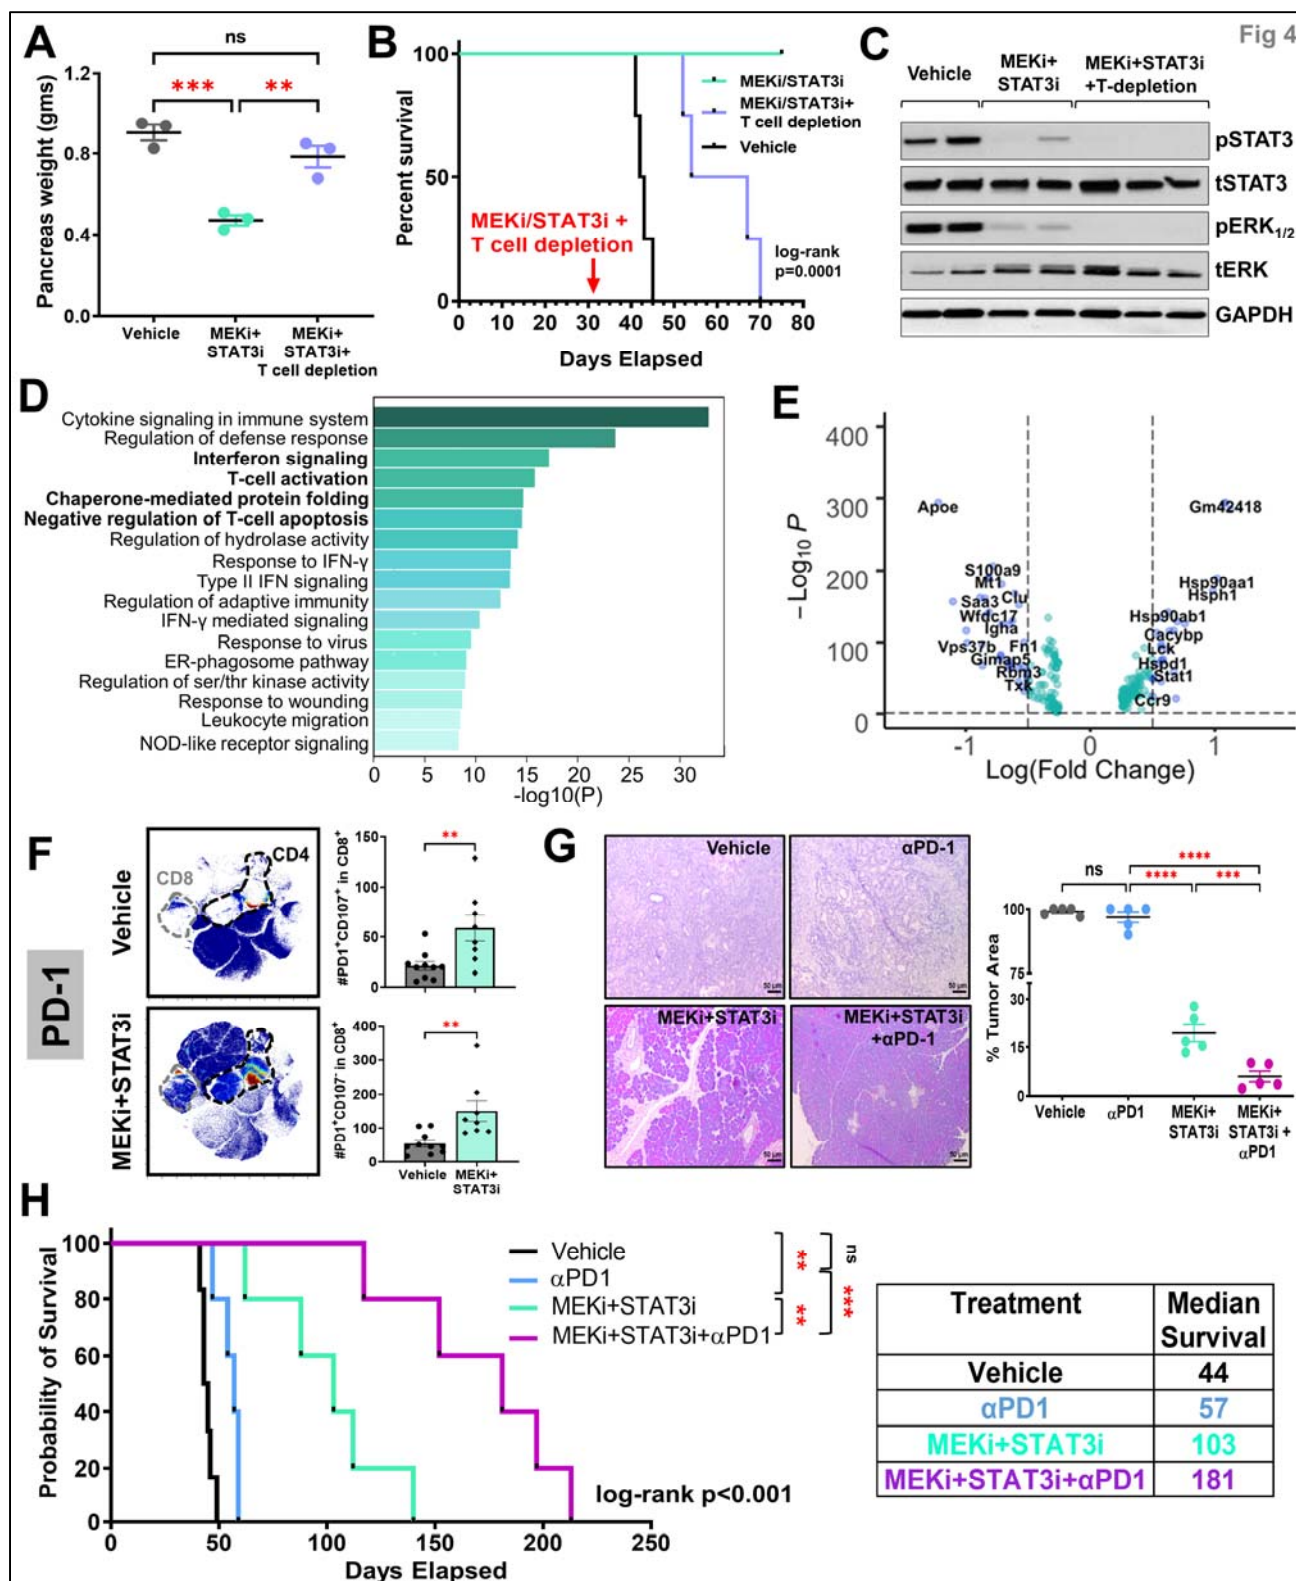 Fig 4
A
ns
*** **
Pancreas weight (gms)
1.2
0.8
0.4
0.0
Vehicle
MEKi+
STAT3i
MEKi+
STAT3i+
T cell depletion
B
Percent survival
100
50
0
MEKi/STAT3i
MEKi/STAT3i+
T cell depletion
Vehicle
MEKi/STAT3i +
T cell depletion
log-rank
p=0.0001
0 20 40 60 80
Days Elapsed
C
Vehicle
MEKi+
STAT3i
MEKi+STAT3i
+T-depletion
pSTAT3
tSTAT3
pERK1/2
tERK
GAPDH
D
Cytokine signaling in immune system
Regulation of defense response
Interferon signaling
T-cell activation
Chaperone-mediated protein folding
Negative regulation of T-cell apoptosis
Regulation of hydrolase activity
Response to IFN-γ
Type II IFN signaling
Regulation of adaptive immunity
IFN-γ mediated signaling
Response to virus
ER-phagosome pathway
Regulation of ser/thr kinase activity
Response to wounding
Leukocyte migration
NOD-like receptor signaling
0 5 10 15 20 25 30
-log10(P)
E
400
300
200
100
0
−Log10 P
Apoe
Gm42418
S100a9
Mt1
Hsp90aa1
Hsph1
Saa3
Clu
Wfdc17
Igha
Hsp90ab1
Cacybp
Vps37b
Fn1
Lck
Gimap5
Hspd1
Rbm3
Stat1
Txk
Ccr9
-1 0 1
Log(Fold Change)
F
PD-1
Vehicle
CD8
CD4
MEKi+STAT3i
#PD1+CD107+ in CD8+
150
100
50
0
**
#PD1+CD107- in CD8+
400
300
200
100
0
**
Vehicle
MEKi+
STAT3i
G
Vehicle
50 μm
αPD-1
50 μm
MEKi+STAT3i
50 μm
MEKi+STAT3i
+αPD-1
50 μm
****
ns **** ***
% Tumor Area
100
75
30
15
0
Vehicle
αPD1
MEKi+
STAT3i
MEKi+
STAT3i +
αPD1
H
Probability of Survival
100
80
60
40
20
0
Vehicle
αPD1
MEKi+STAT3i
MEKi+STAT3i+αPD1
** ns
** ***
log-rank p<0.001
0 50 100 150 200 250
Days Elapsed
Treatment Median
Survival
Vehicle 44
αPD1 57
MEKi+STAT3i 103
MEKi+STAT3i+αPD1 181